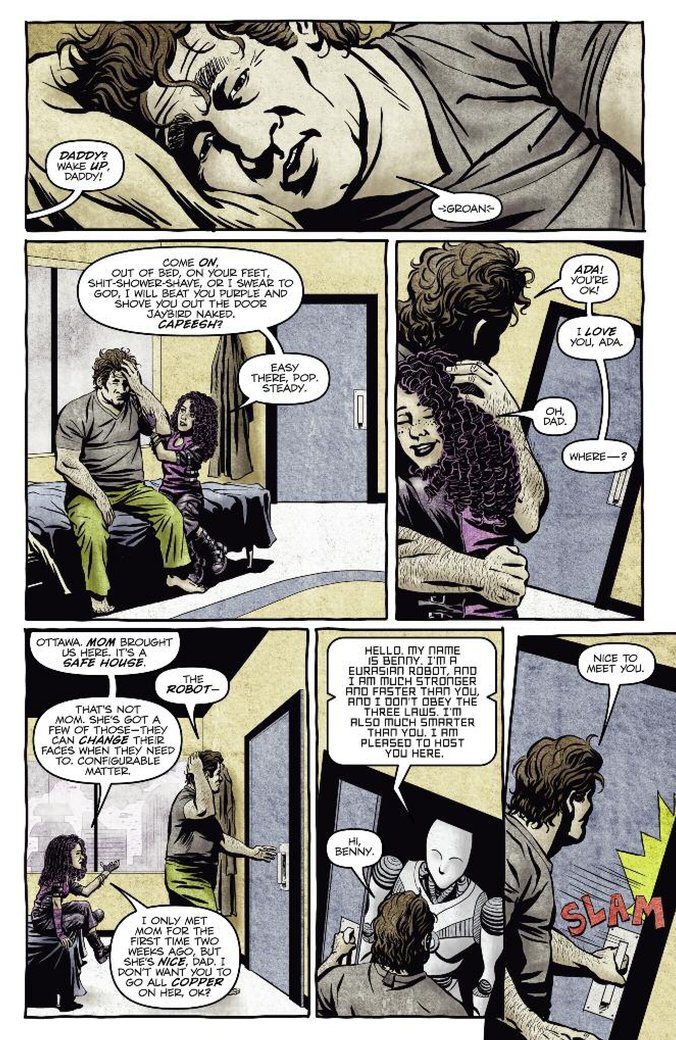 DADDY?
WAKE UP,
DADDY!
-GROAN-
COME ON,
OUT OF BED, ON YOUR FEET,
SHIT-SHOWER-SHAVE, OR I SWEAR TO
GOD, I WILL BEAT YOU PURPLE AND
SHOVE YOU OUT THE DOOR
JAYBIRD NAKED.
CAPEESH?
EASY
THERE, POP.
STEADY.
ADA!
YOU'RE
OK!
I LOVE
YOU, ADA.
OH,
DAD.
WHERE—?
OTTAWA. MOM BROUGHT
US HERE. IT'S A
SAFE HOUSE.
THE
ROBOT—
THAT'S NOT
MOM. SHE'S GOT A
FEW OF THOSE—THEY
CAN CHANGE THEIR
FACES WHEN THEY NEED
TO. CONFIGURABLE
MATTER.
I ONLY MET
MOM FOR THE
FIRST TIME TWO
WEEKS AGO, BUT
SHE'S NICE, DAD. I
DON'T WANT YOU TO
GO ALL COPPER
ON HER, OK?
HELLO. MY NAME
IS BENNY. I'M A
EURASIAN ROBOT, AND
I AM MUCH STRONGER
AND FASTER THAN YOU,
AND I DON'T OBEY THE
THREE LAWS. I'M
ALSO MUCH SMARTER
THAN YOU. I AM
PLEASED TO HOST
YOU HERE.
HI,
BENNY.
NICE TO
MEET YOU.
SLAM